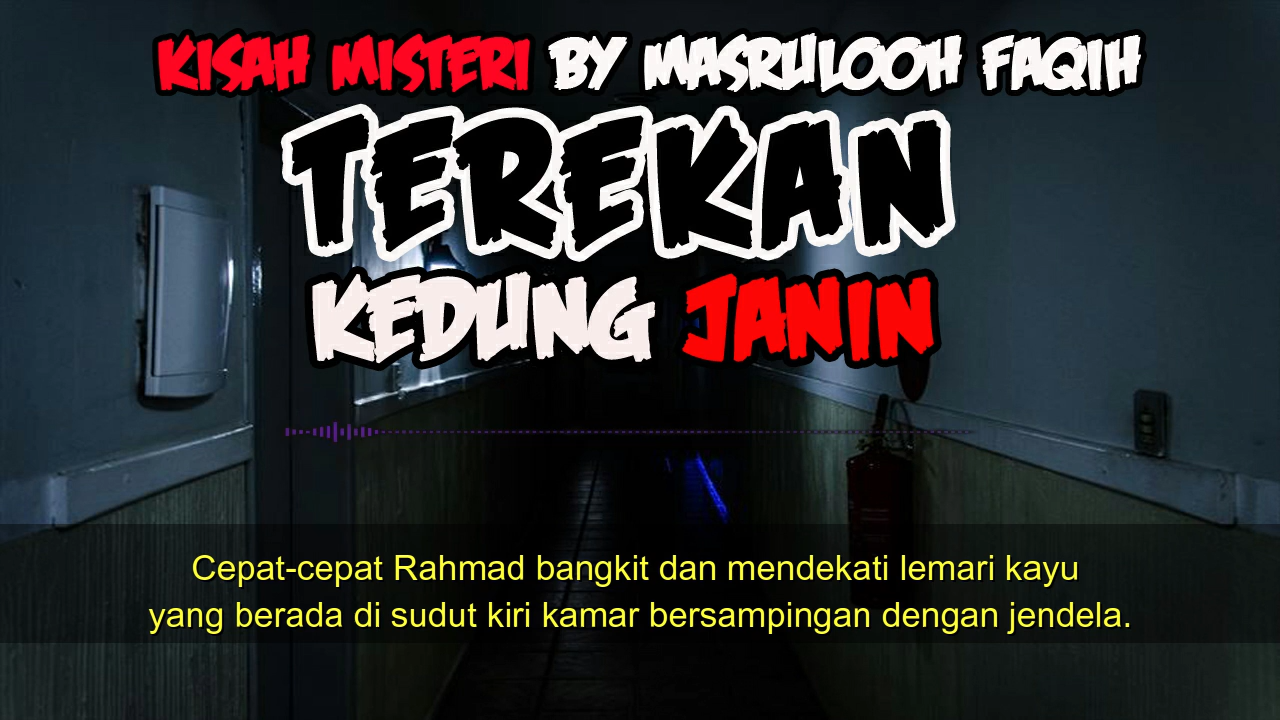 KISAH MISTERI BY MASRULOOH FAQIH
TEREKAN
KEDUNG JANIN
Cepat-cepat Rahmad bangkit dan mendekati lemari kayu
yang berada di sudut kiri kamar bersampingan dengan jendela.